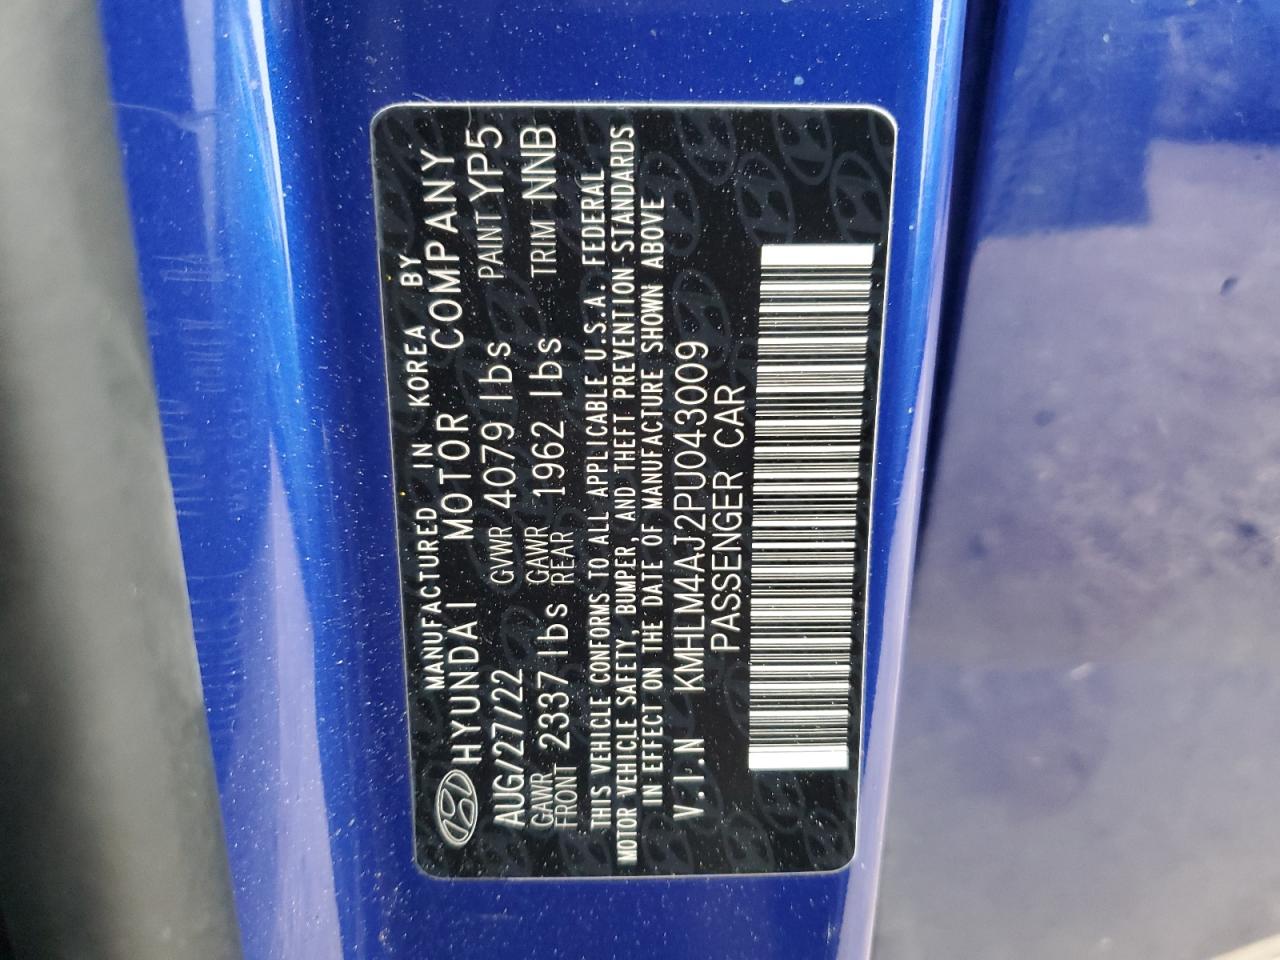 MANUFACTURED IN KOREA BY
HYUNDAI MOTOR COMPANY
AUG/27/22 GVWR 4079 lbs PAINT YP5
GAWR FRONT 2337 lbs GAWR REAR 1962 lbs TRIM NNB
THIS VEHICLE CONFORMS TO ALL APPLICABLE U.S.A. FEDERAL
MOTOR VEHICLE SAFETY, BUMPER, AND THEFT PREVENTION STANDARDS
IN EFFECT ON THE DATE OF MANUFACTURE SHOWN ABOVE
V.I.N KMHLM4AJ2PU043009
PASSENGER CAR